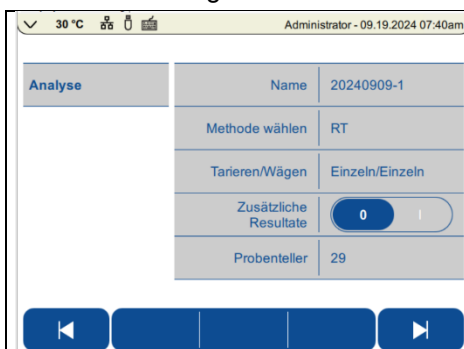 30 °C
Administrator - 09.19.2024 07:40am
Analyse
Name
20240909-1
Methode wählen
RT
Tarieren/Wägen
Einzeln/Einzeln
Zusätzliche
Resultate
0 I
Probenteller
29